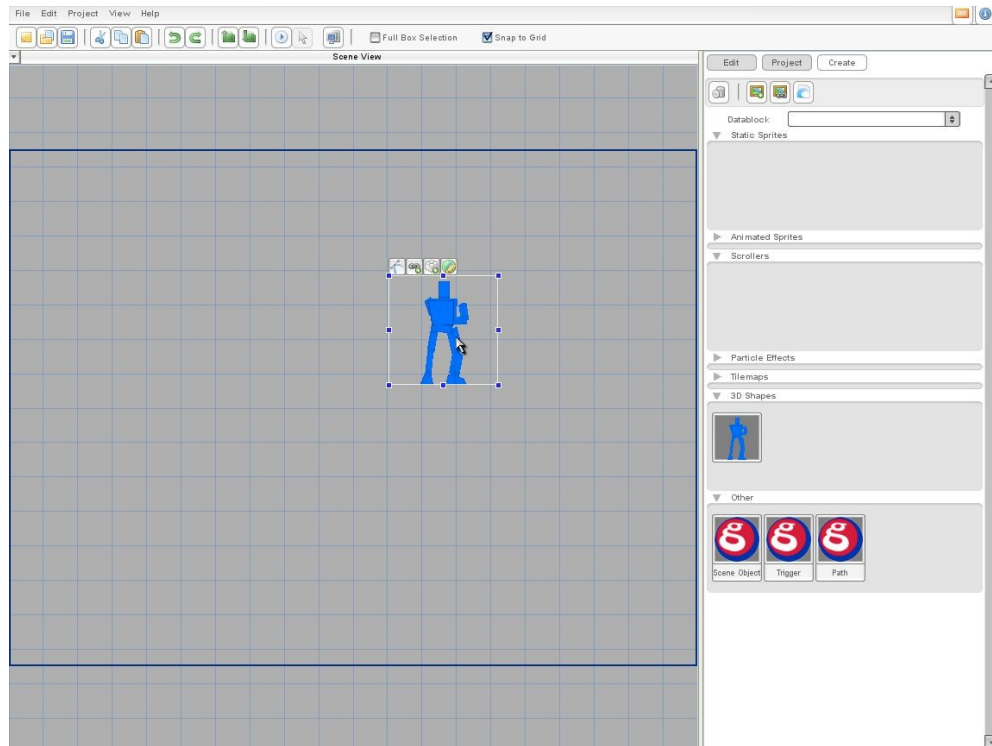 File Edit Project View Help
Full Box Selection Snap to Grid
Scene View
Edit Project Create
Datablock
Static Sprites
Animated Sprites
Scrollers
Particle Effects
Tilemaps
3D Shapes
Other
g g g
Scene Object Trigger Path